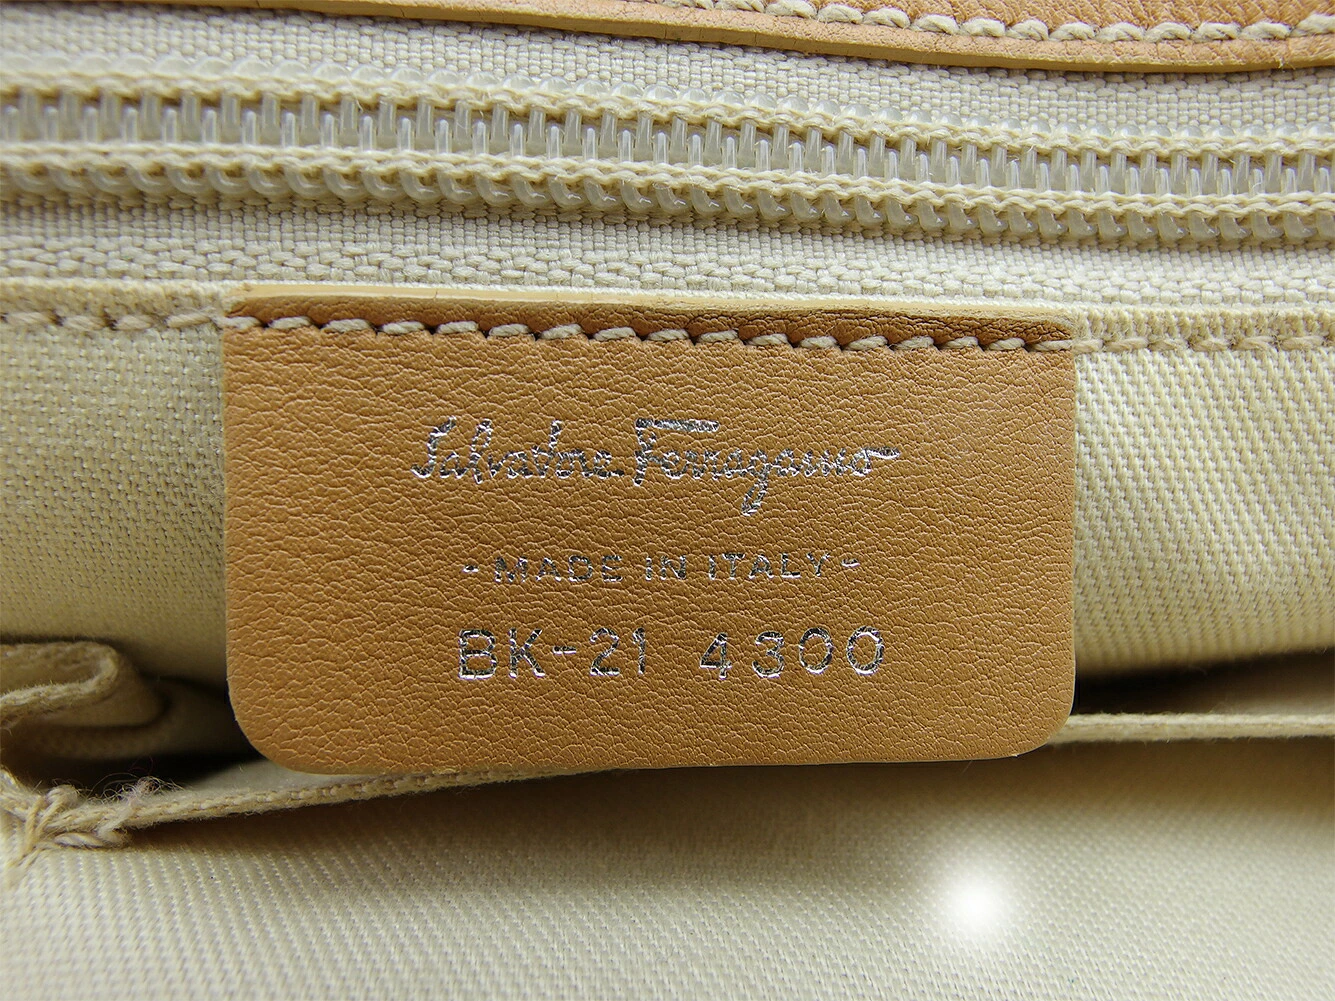 Salvatore Ferragamo
-MADE IN ITALY-
BK-21 4300